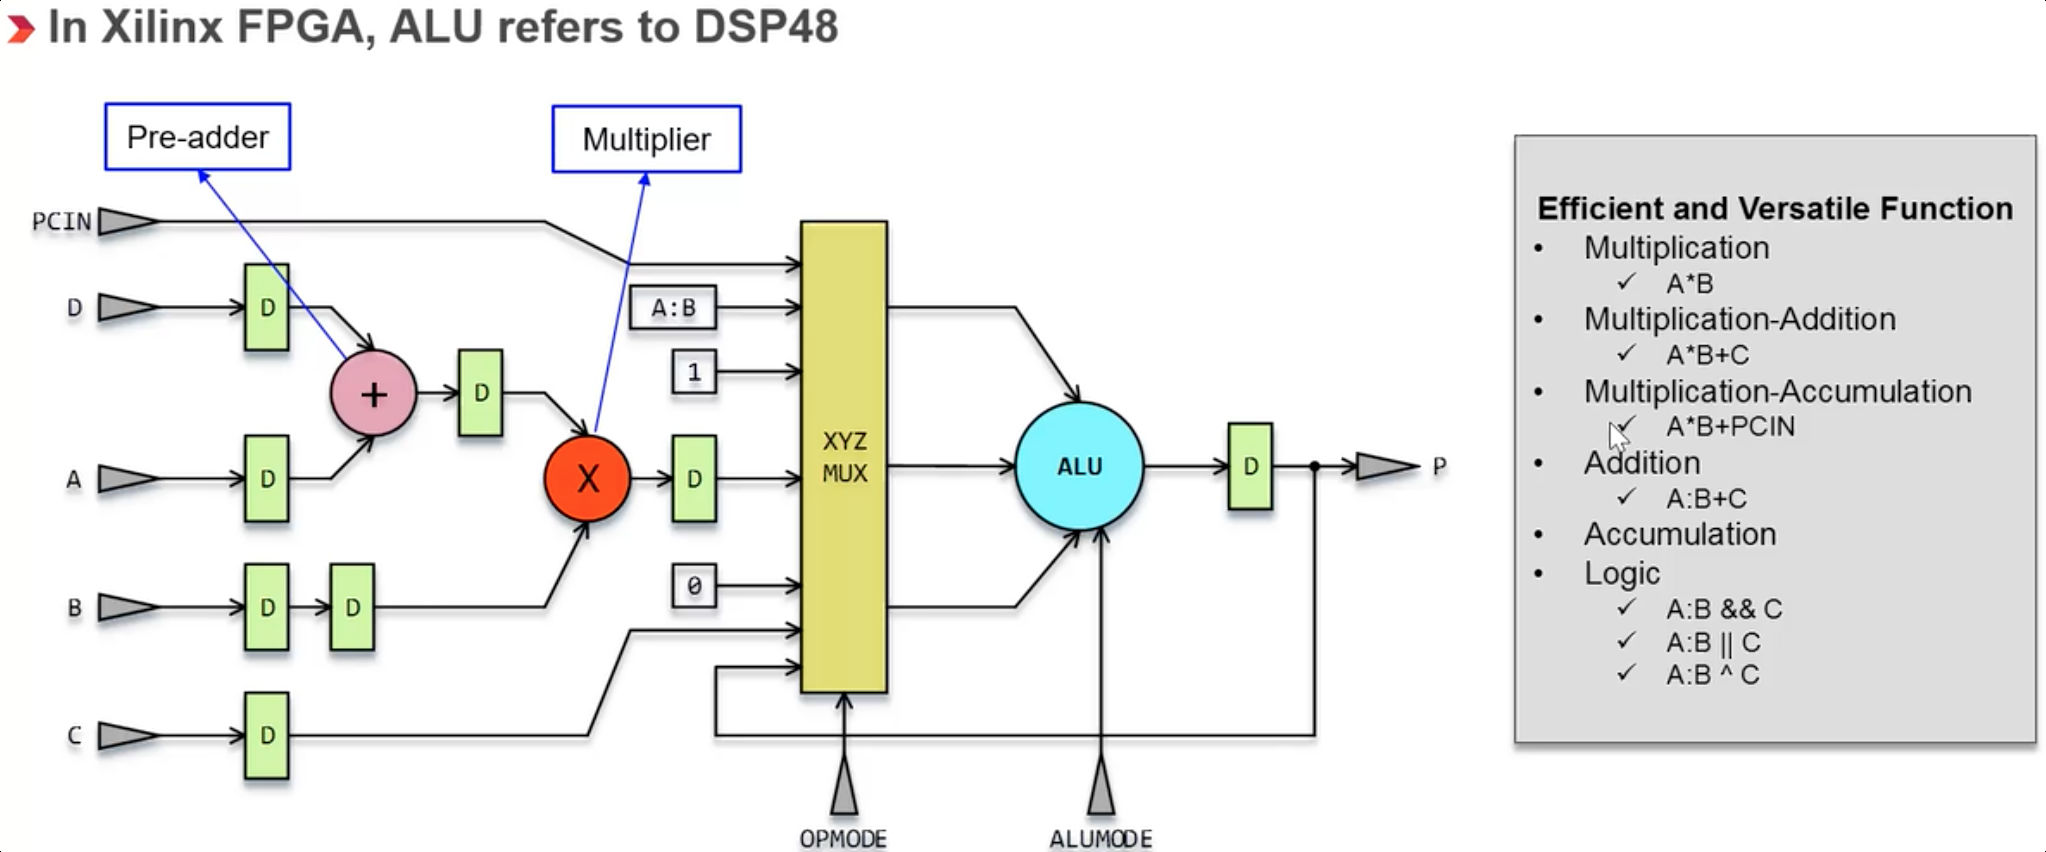 In Xilinx FPGA, ALU refers to DSP48
Pre-adder
Multiplier
PCIN
D
D
A:B
1
+
D
A
D
X
D
XYZ
MUX
ALU
D
P
B
D
D
0
C
D
OPMODE
ALUMODE
Efficient and Versatile Function
• Multiplication
✓ A*B
• Multiplication-Addition
✓ A*B+C
• Multiplication-Accumulation
✓ A*B+PCIN
• Addition
✓ A:B+C
• Accumulation
• Logic
✓ A:B && C
✓ A:B || C
✓ A:B ^ C